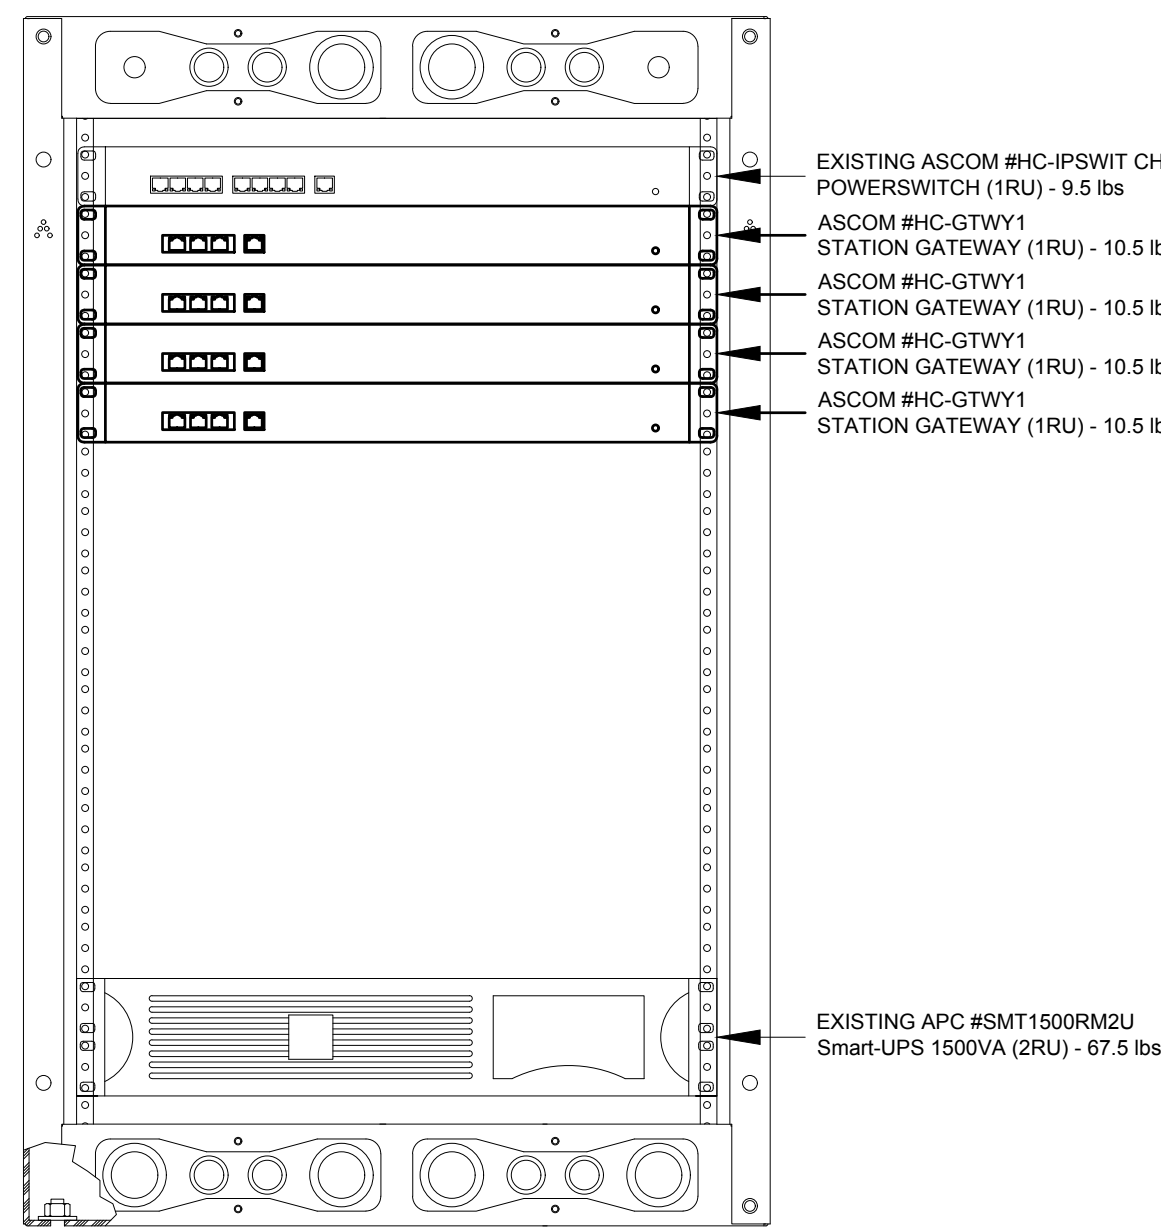 EXISTING ASCOM #HC-IPSWIT CH
POWERSWITCH (1RU) - 9.5 lbs
ASCOM #HC-GTWY1
STATION GATEWAY (1RU) - 10.5 lb
ASCOM #HC-GTWY1
STATION GATEWAY (1RU) - 10.5 lb
ASCOM #HC-GTWY1
STATION GATEWAY (1RU) - 10.5 lb
ASCOM #HC-GTWY1
STATION GATEWAY (1RU) - 10.5 lb
EXISTING APC #SMT1500RM2U
Smart-UPS 1500VA (2RU) - 67.5 lbs